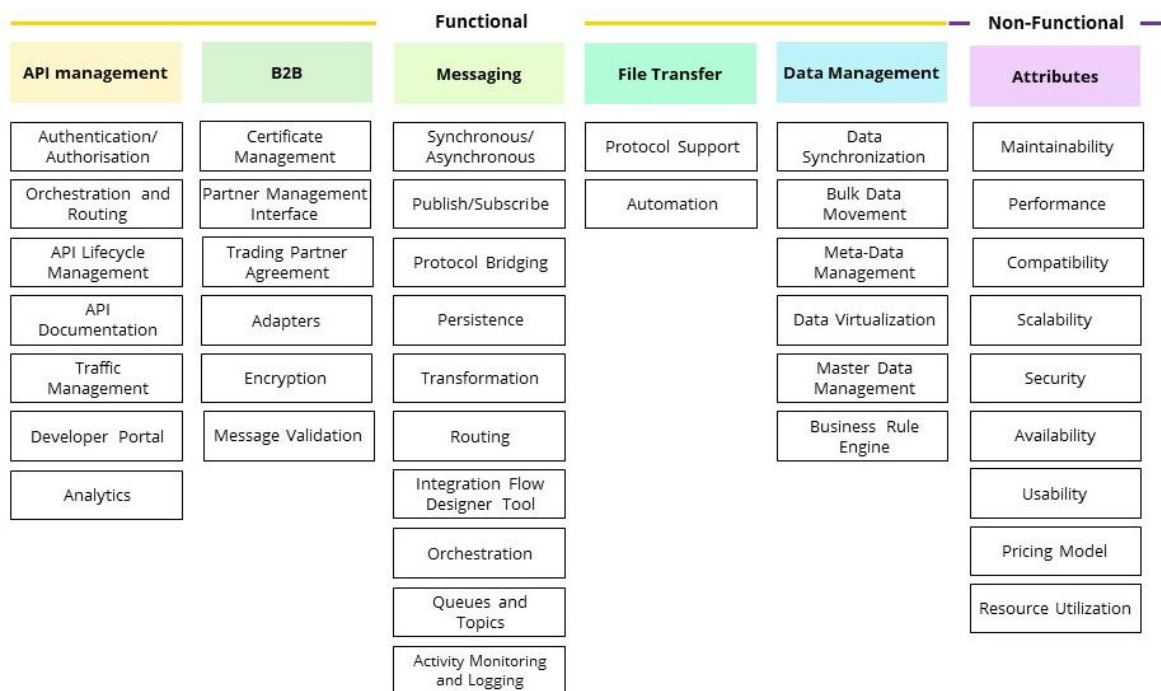 Functional
Non-Functional
API management
B2B
Messaging
File Transfer
Data Management
Attributes
Authentication/
Authorisation
Orchestration and
Routing
API Lifecycle
Management
API
Documentation
Traffic
Management
Developer Portal
Analytics
Certificate
Management
Partner Management
Interface
Trading Partner
Agreement
Adapters
Encryption
Message Validation
Synchronous/
Asynchronous
Publish/Subscribe
Protocol Bridging
Persistence
Transformation
Routing
Integration Flow
Designer Tool
Orchestration
Queues and
Topics
Activity Monitoring
and Logging
Protocol Support
Automation
Data
Synchronization
Bulk Data
Movement
Meta-Data
Management
Data Virtualization
Master Data
Management
Business Rule
Engine
Maintainability
Performance
Compatibility
Scalability
Security
Availability
Usability
Pricing Model
Resource Utilization